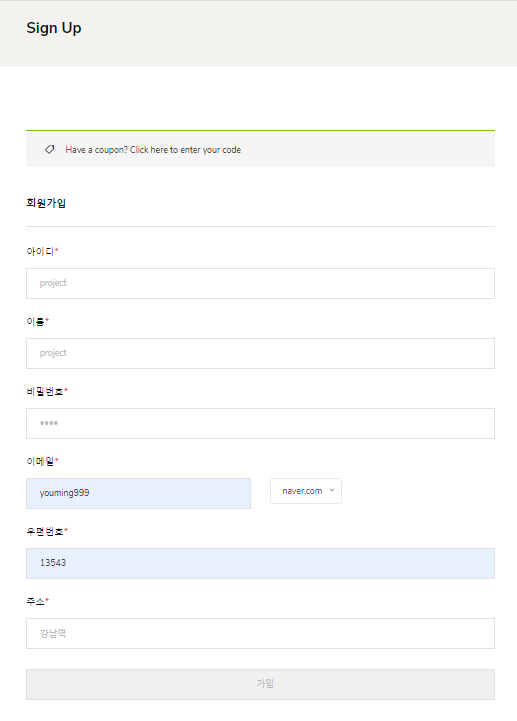 Sign Up
Have a coupon? Click here to enter your code
회원가입
아이디*
project
이름*
project
비밀번호*
••••
이메일*
youming999 naver.com
우편번호*
13543
주소*
강남역
가입